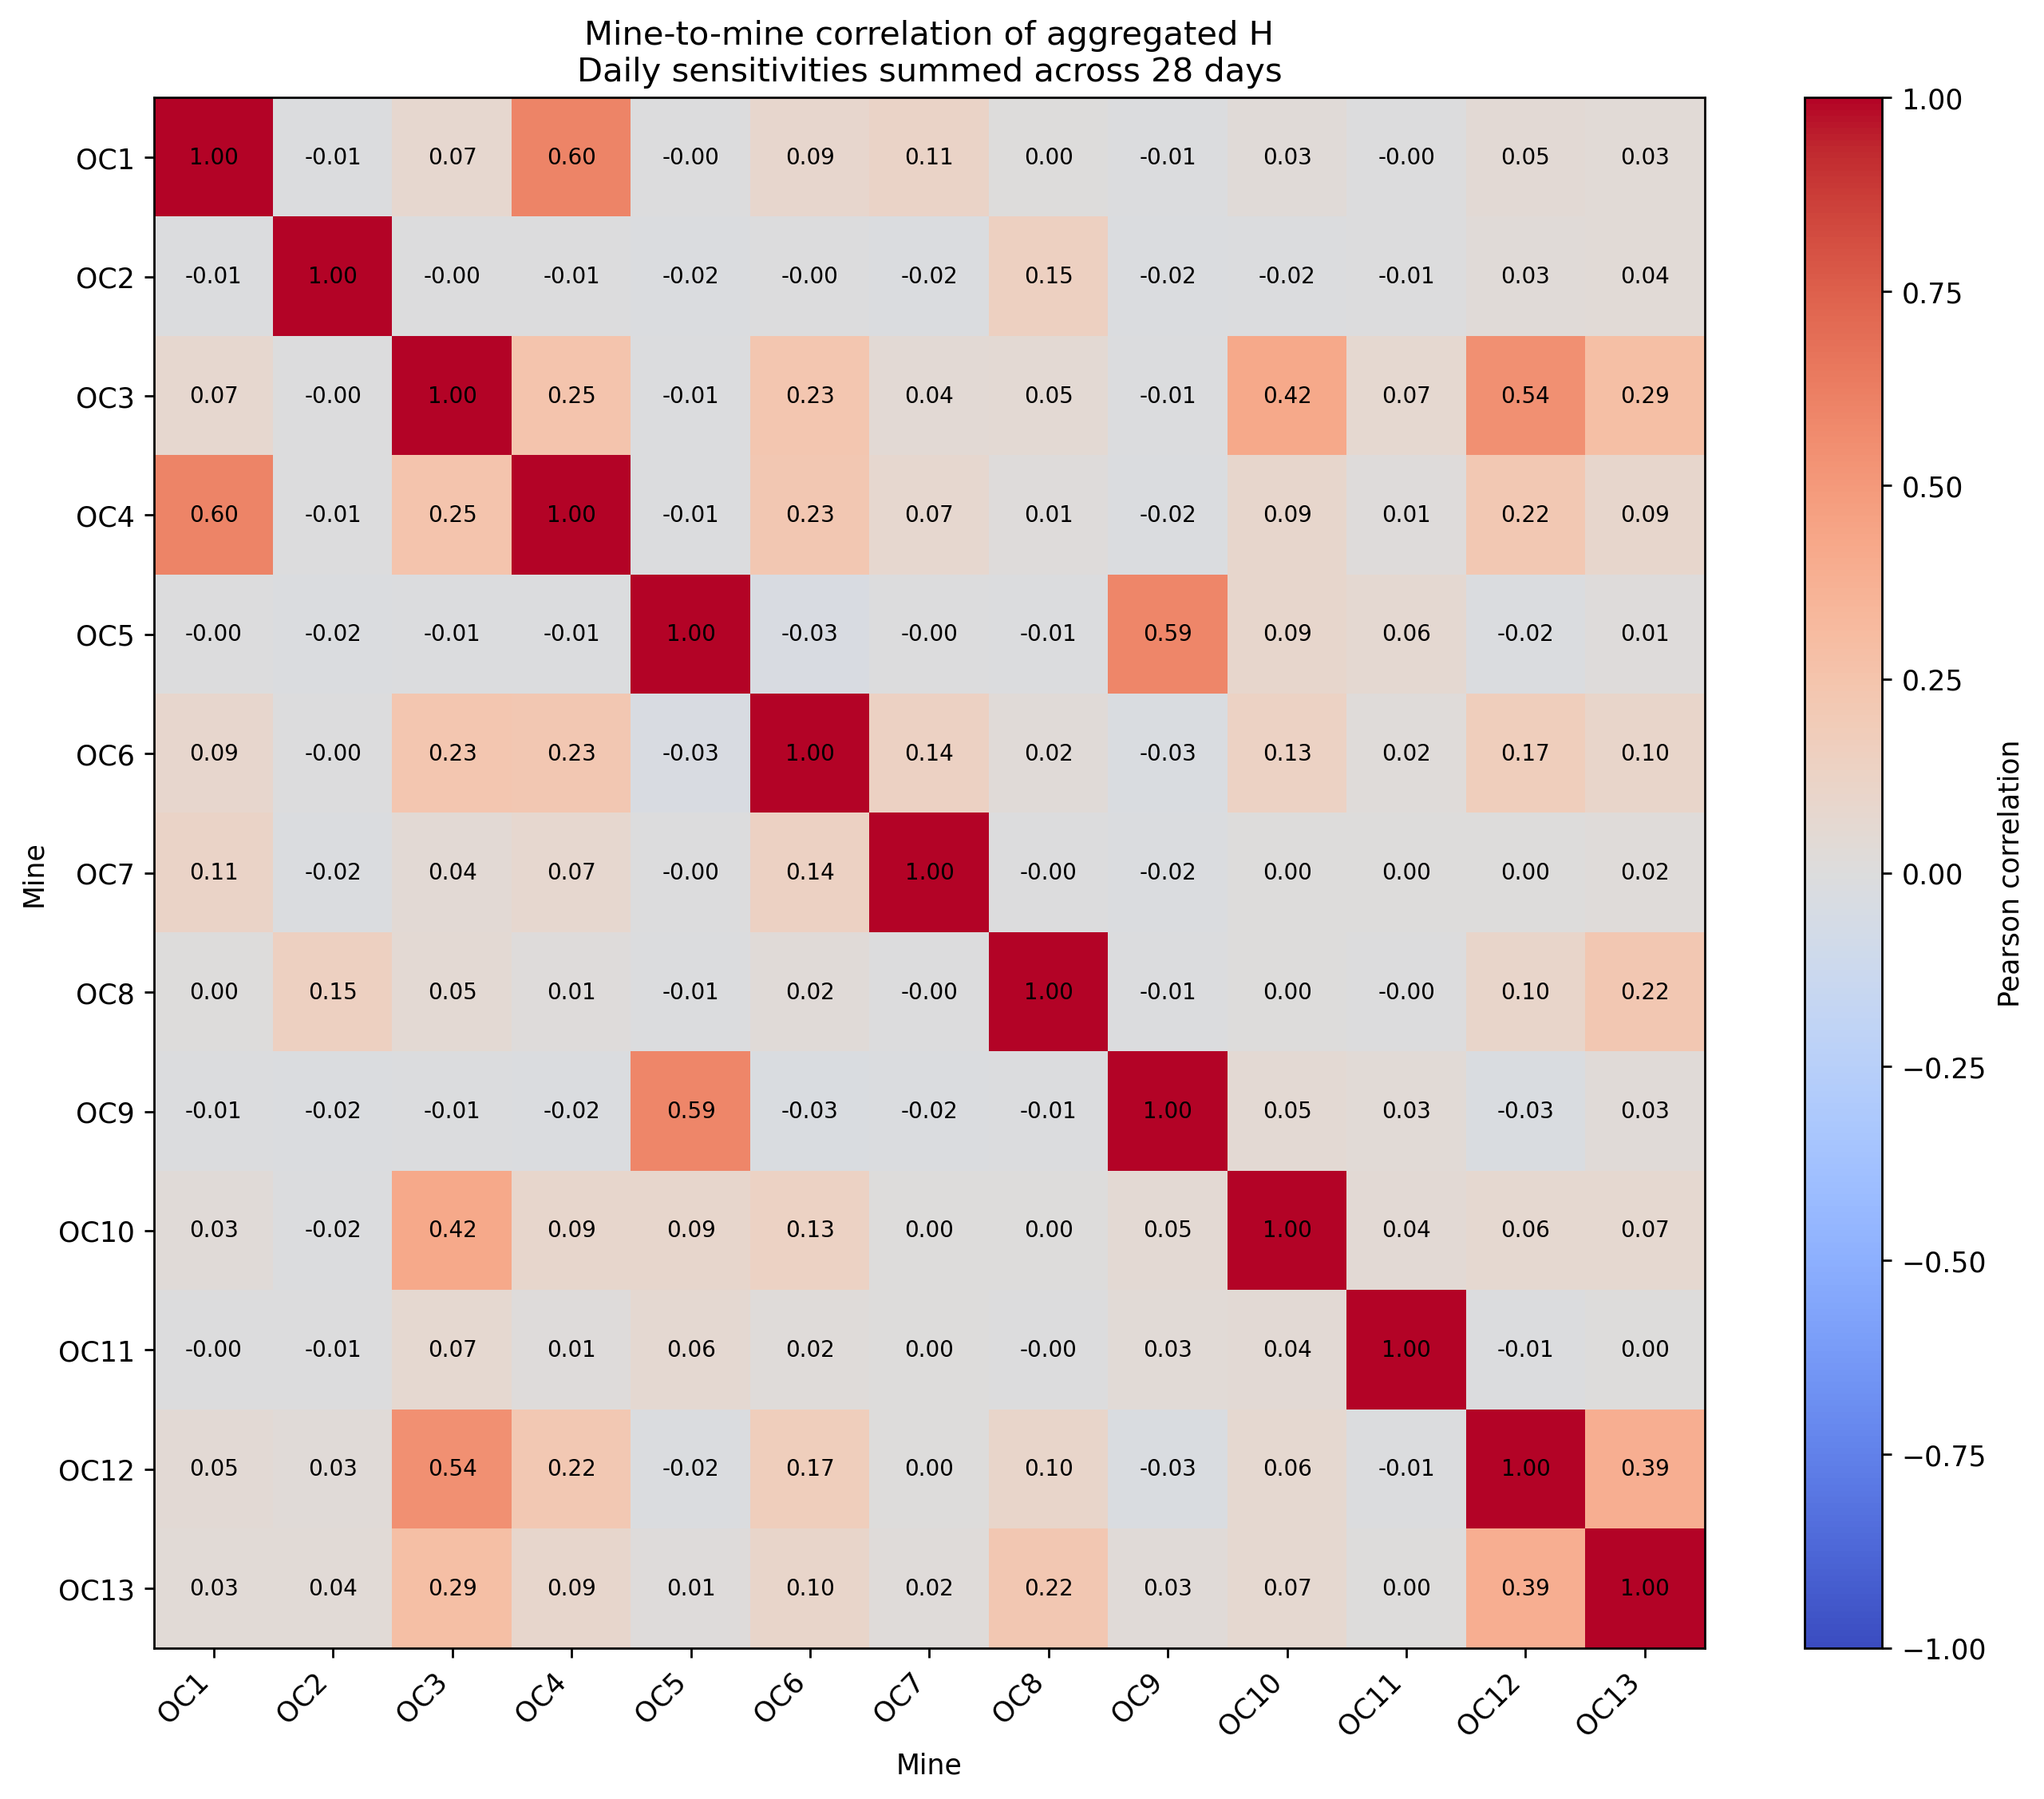 Mine-to-mine correlation of aggregated H
Daily sensitivities summed across 28 days
OC1 1.00 -0.01 0.07 0.60 -0.00 0.09 0.11 0.00 -0.01 0.03 -0.00 0.05 0.03
OC2 -0.01 1.00 -0.00 -0.01 -0.02 -0.00 -0.02 0.15 -0.02 -0.02 -0.01 0.03 0.04
OC3 0.07 -0.00 1.00 0.25 -0.01 0.23 0.04 0.05 -0.01 0.42 0.07 0.54 0.29
OC4 0.60 -0.01 0.25 1.00 -0.01 0.23 0.07 0.01 -0.02 0.09 0.01 0.22 0.09
OC5 -0.00 -0.02 -0.01 -0.01 1.00 -0.03 -0.00 -0.01 0.59 0.09 0.06 -0.02 0.01
OC6 0.09 -0.00 0.23 0.23 -0.03 1.00 0.14 0.02 -0.03 0.13 0.02 0.17 0.10
OC7 0.11 -0.02 0.04 0.07 -0.00 0.14 1.00 -0.00 -0.02 0.00 0.00 0.00 0.02
OC8 0.00 0.15 0.05 0.01 -0.01 0.02 -0.00 1.00 -0.01 0.00 -0.00 0.10 0.22
OC9 -0.01 -0.02 -0.01 -0.02 0.59 -0.03 -0.02 -0.01 1.00 0.05 0.03 -0.03 0.03
OC10 0.03 -0.02 0.42 0.09 0.09 0.13 0.00 0.00 0.05 1.00 0.04 0.06 0.07
OC11 -0.00 -0.01 0.07 0.01 0.06 0.02 0.00 -0.00 0.03 0.04 1.00 -0.01 0.00
OC12 0.05 0.03 0.54 0.22 -0.02 0.17 0.00 0.10 -0.03 0.06 -0.01 1.00 0.39
OC13 0.03 0.04 0.29 0.09 0.01 0.10 0.02 0.22 0.03 0.07 0.00 0.39 1.00
OC1 OC2 OC3 OC4 OC5 OC6 OC7 OC8 OC9 OC10 OC11 OC12 OC13
Mine
Mine
1.00
0.75
0.50
0.25
0.00
−0.25
−0.50
−0.75
−1.00
Pearson correlation